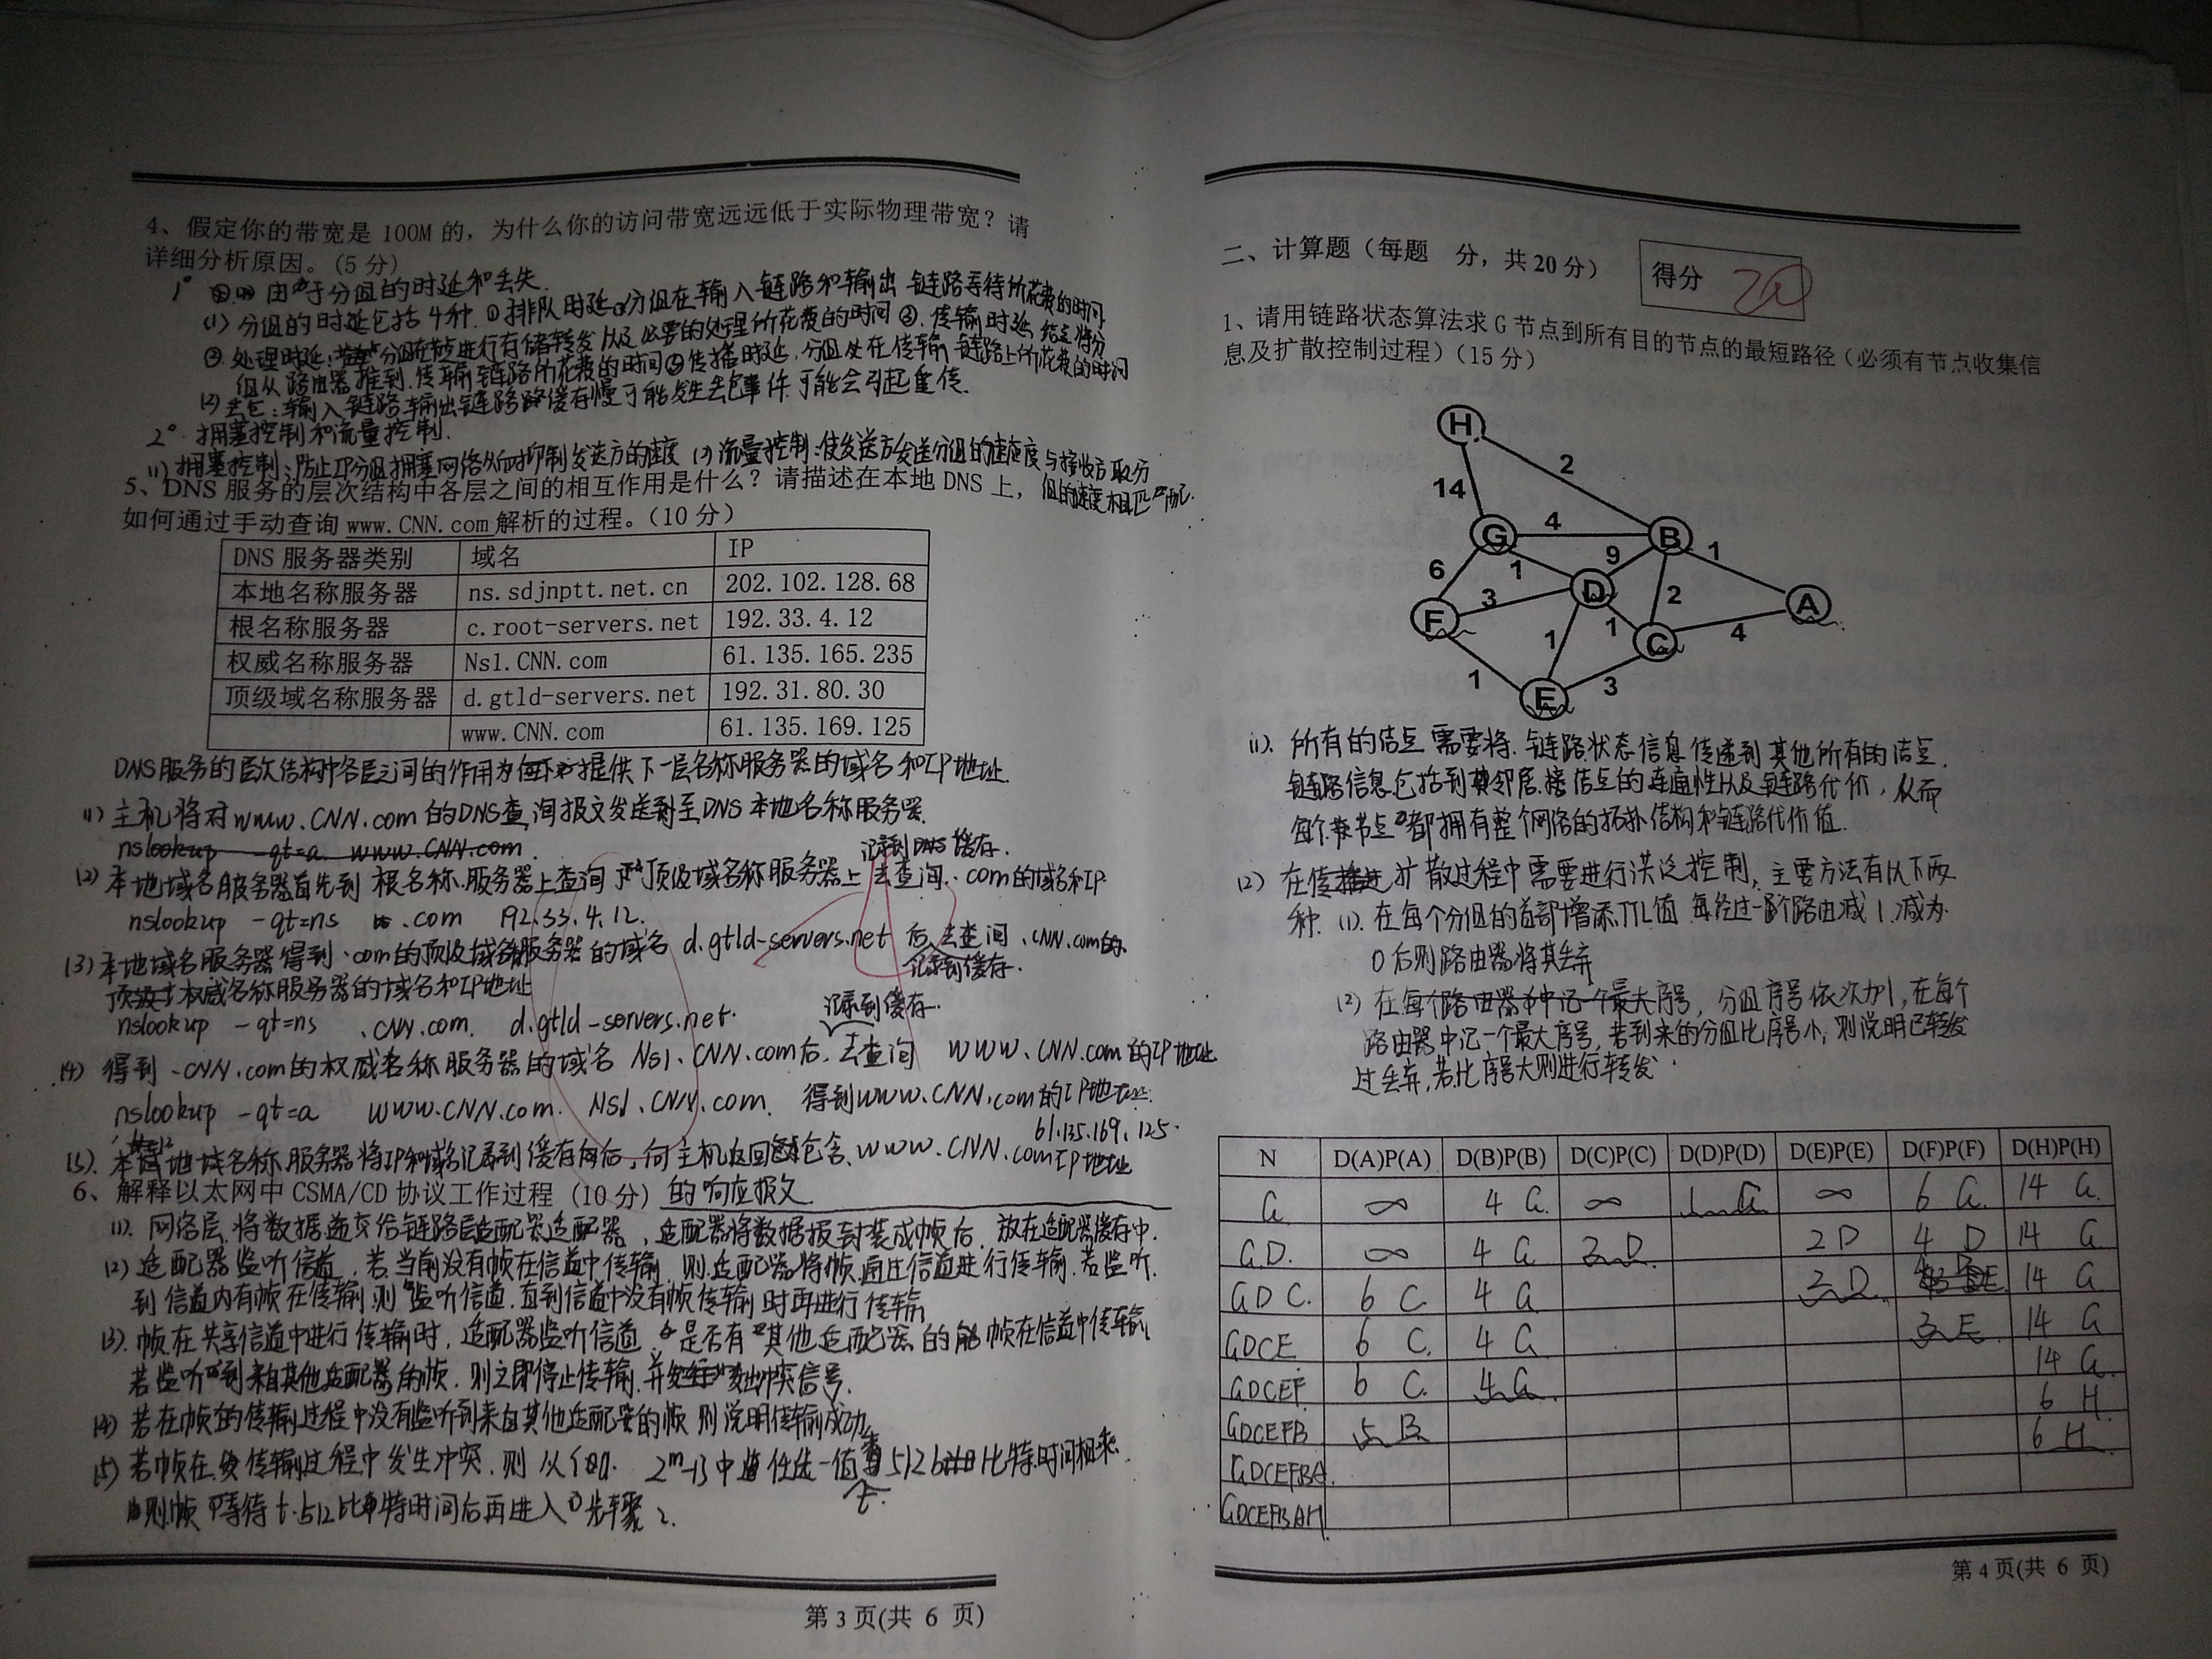 4、假定你的带宽是 100M 的，为什么你的访问带宽远远低于实际物理带宽？请
详细分析原因。（5 分）
1° 由于分组的时延和丢失.
(1) 分组的时延包括4种. ①排队时延:分组在输入链路和输出链路等待所花费的时间
②处理时延:分组在结点进行存储转发以及必要的处理所花费的时间 ③.传输时延
组从路由器推到传输链路所花费的时间④传播时延,分组在传输链路上所花费的时间
(2)丢包:输入链路输出链路缓存慢可能发生丢包事件.可能会引起重传.
2°.拥塞控制和流量控制.
(1)拥塞控制:防止IP分组拥塞网络从而抑制发送方的速度 (2)流量控制:使发送方发送分组的速度与接收方取分
组的速度相匹配.
5、DNS 服务的层次结构中各层之间的相互作用是什么？请描述在本地 DNS 上，
如何通过手动查询 www.CNN.com 解析的过程。（10 分）
DNS 服务器类别 域名 IP
本地名称服务器 ns.sdjnptt.net.cn 202.102.128.68
根名称服务器 c.root-servers.net 192.33.4.12
权威名称服务器 Ns1.CNN.com 61.135.165.235
顶级域名称服务器 d.gtld-servers.net 192.31.80.30
www.CNN.com 61.135.169.125
DNS服务的层次结构中各层之间的作用为提供下一层名称服务器的域名和IP地址.
(1) 主机将对www.CNN.com的DNS查询报文发送到至DNS本地名称服务器.
nslookup -qt=a www.CNN.com.
记录到DNS缓存.
(2)本地域名服务器首先到根名称服务器上查询顶级域名称服务器上去查询.com的域名和IP
nslookup -qt=ns .com 192.33.4.12.
(3)本地域名服务器得到.com的顶级域名称服务器的域名 d.gtld-servers.net 后去查询.CNN.com的
记录到缓存.
权威名称服务器的域名和IP地址
nslookup -qt=ns .CNN.com. d.gtld-servers.net.
记录到缓存.
(4) 得到.CNN.com的权威名称服务器的域名 Ns1.CNN.com后,去查询 www.CNN.com的IP地址
nslookup -qt=a www.CNN.com. Ns1.CNN.com. 得到www.CNN.com的IP地址:
61.135.169.125.
(5).本地域名称服务器将IP和域名记录到缓存后,向主机返回包含www.CNN.com IP地址
的响应报文.
6、解释以太网中 CSMA/CD 协议工作过程（10 分）
(1).网络层将数据递交给链路层适配器,适配器将数据报封装成帧后,放在适配器缓存中.
(2)适配器监听信道.若当前没有帧在信道中传输,则适配器将帧通过信道进行传输.若监听
到信道内有帧在传输,则监听信道.直到信道中没有帧传输时再进行传输
(3).帧在共享信道中进行传输时,适配器监听信道是否有其他适配器的帧在信道中传输.
若监听到来自其他适配器的帧.则立即停止传输.并发出冲突信号.
(4)若在帧的传输过程中没有监听到来自其他适配器的帧则说明传输成功.
(5)若帧在传输过程中发生冲突.则从 2ᵐ-1}中任选一值 512 比特时间相乘.
t.
则帧等待t·512比特时间后再进入 步骤2.
第 3 页(共 6 页)
二、计算题（每题 分，共 20 分）
得分 20
1、请用链路状态算法求 G 节点到所有目的节点的最短路径（必须有节点收集信
息及扩散控制过程）（15 分）
H
2
14
G 4 B
9 1
6 1
3 D 2 A
F
1 1 C 4
1 3
E
(1).所有的结点需要将链路状态信息传递到其他所有的结点.
链路信息包括到其邻居接结点的连通性以及链路代价,从而
每个节点都拥有整个网络的拓扑结构和链路代价值.
(2)在扩散过程中需要进行洪泛控制,主要方法有以下两
种.(1).在每个分组的首部增添TTL值 每经过一个路由减1.减为
0后则路由器将其丢弃
(2)在每个路由器中记一个最大序号,分组序号依次加1,在每个
路由器中记一个最大序号,若到来的分组比序号小,则说明已转发
过丢弃,若比序号大则进行转发.
N D(A)P(A) D(B)P(B) D(C)P(C) D(D)P(D) D(E)P(E) D(F)P(F) D(H)P(H)
G ∞ 4 G. ∞ 1 G ∞ 6 G. 14 G.
G.D. ∞ 4 G 2 D. 2D 4 D 14 G
GDC. 6 C. 4 G 2 D. 4 D 14 G
GDCE 6 C. 4 G 3 E. 14 G
GDCEF. 6 C. 4 G. 14 G.
GDCEFB 5 B 6 H.
GDCEFBA. 6 H.
GDCEFBAH.
第 4 页(共 6 页)